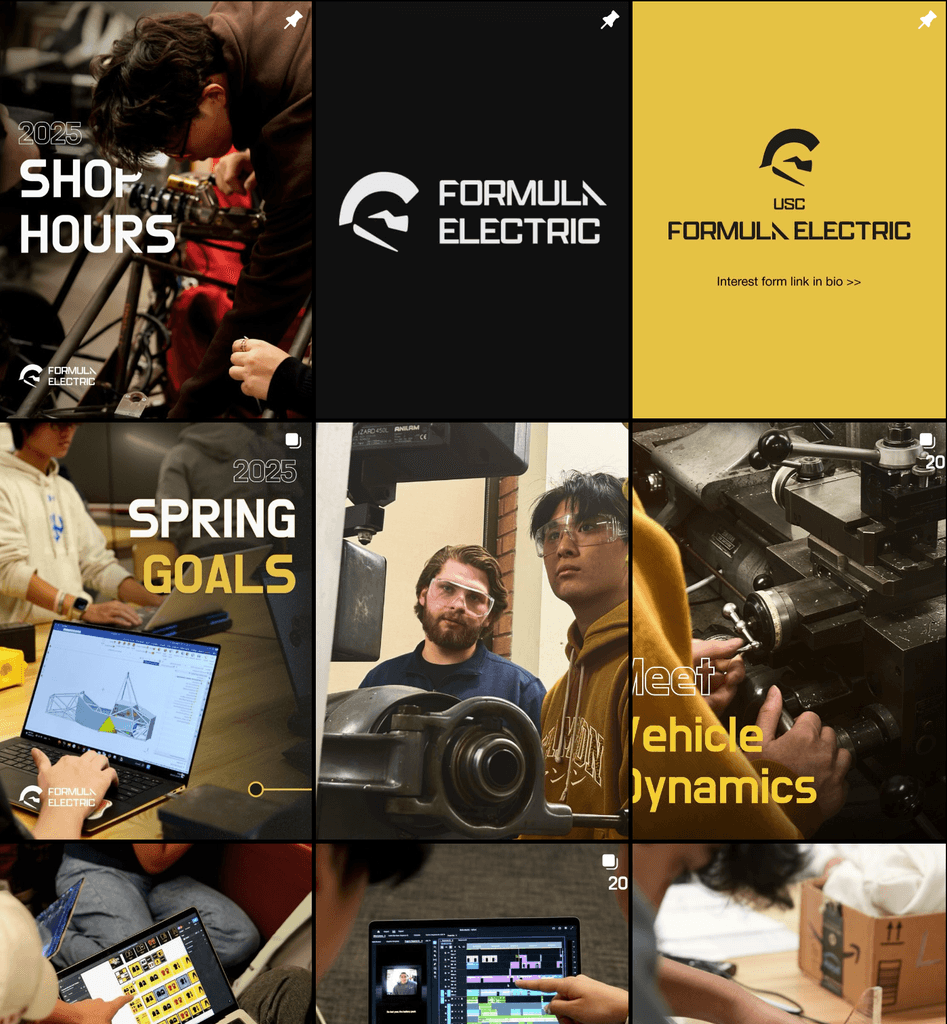 2025
SHOP
HOURS
FORMULA
ELECTRIC
FORMULA
ELECTRIC
USC
FORMULA ELECTRIC
Interest form link in bio >>
2025
SPRING
GOALS
FORMULA
ELECTRIC
20
Meet
Vehicle
Dynamics
20